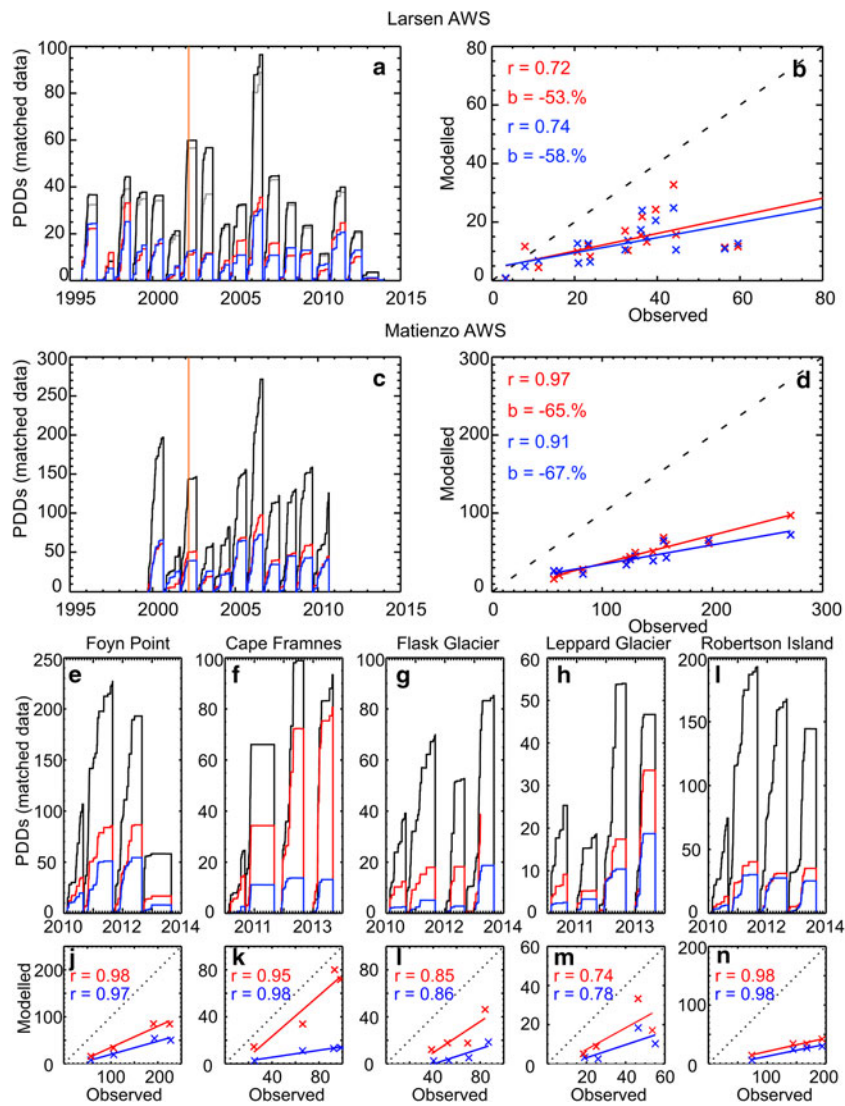 Larsen AWS
PDDs (matched data)
100
80
60
40
20
0
1995 2000 2005 2010 2015
a
Modelled
80
60
40
20
0
0 20 40 60 80
Observed
r = 0.72
b = -53.%
r = 0.74
b = -58.%
b
Matienzo AWS
PDDs (matched data)
300
250
200
150
100
50
0
1995 2000 2005 2010 2015
c
Modelled
300
200
100
0
0 100 200 300
Observed
r = 0.97
b = -65.%
r = 0.91
b = -67.%
d
Foyn Point
Cape Framnes
Flask Glacier
Leppard Glacier
Robertson Island
PDDs (matched data)
e
250
200
150
100
50
0
2010 2012 2014
f
100
80
60
40
20
0
2011 2013
g
100
80
60
40
20
0
2010 2012 2014
h
60
50
40
30
20
10
0
2011 2013
I
200
150
100
50
0
2010 2012 2014
Modelled
j
r = 0.98
r = 0.97
200
100
0
100 200
Observed
k
r = 0.95
r = 0.98
80
40
0
40 80
Observed
l
r = 0.85
r = 0.86
80
40
0
40 80
Observed
m
r = 0.74
r = 0.78
60
40
20
0
20 40 60
Observed
n
r = 0.98
r = 0.98
200
100
0
100 200
Observed